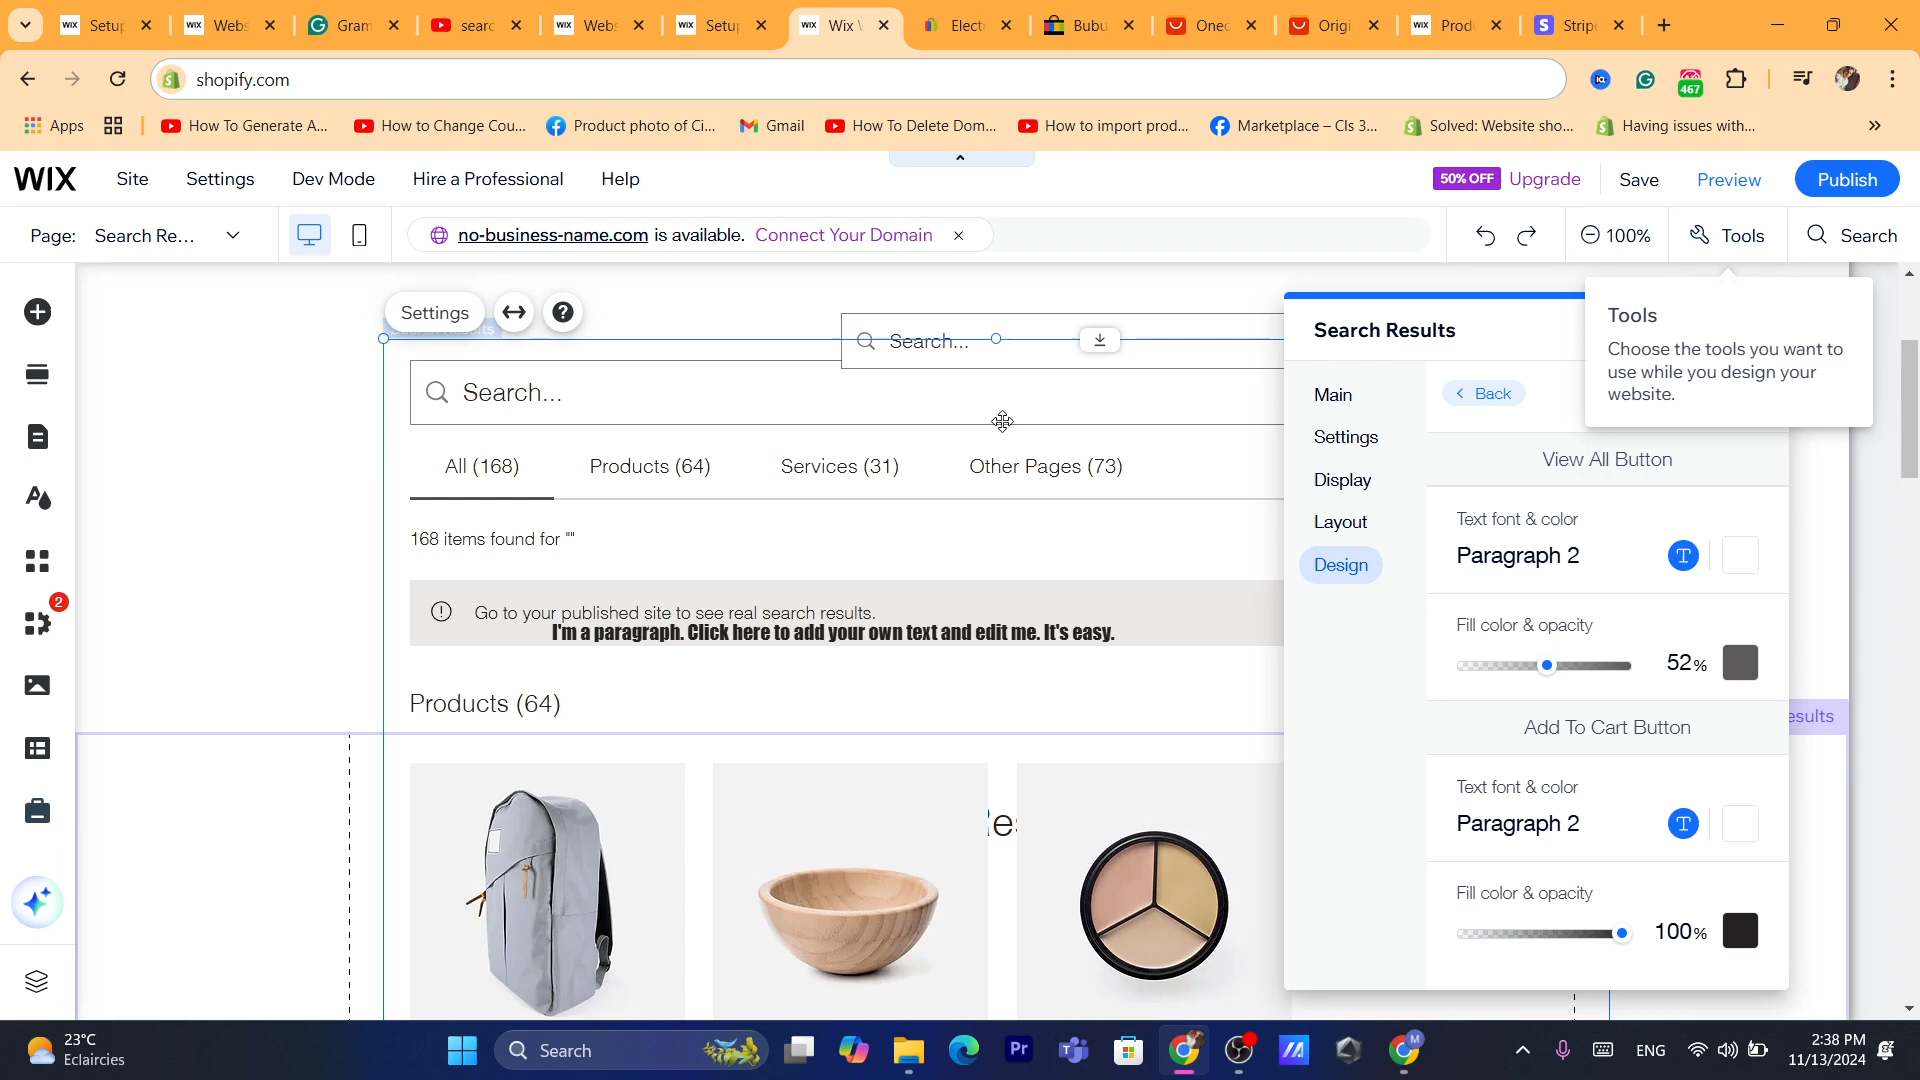 Setup
Webs
Gram
searc
Webs
Setup
Wix V
Elect
Bubu
Onec
Origi
Prod
Stripe
shopify.com
467
Apps
How To Generate A...
How to Change Cou...
Product photo of Ci...
Gmail
How To Delete Dom...
How to import prod...
Marketplace – Cls 3...
Solved: Website sho...
Having issues with...
WIX
Site
Settings
Dev Mode
Hire a Professional
Help
50% OFF
Upgrade
Save
Preview
Publish
Page:
Search Re...
no-business-name.com is available. Connect Your Domain
100%
Tools
Search
Settings
Search...
Search...
All (168)
Products (64)
Services (31)
Other Pages (73)
168 items found for ""
Go to your published site to see real search results.
I'm a paragraph. Click here to add your own text and edit me. It's easy.
Products (64)
Search Results
Main
Settings
Display
Layout
Design
Back
Tools
Choose the tools you want to
use while you design your
website.
View All Button
Text font & color
Paragraph 2
Fill color & opacity
52%
Add To Cart Button
Text font & color
Paragraph 2
Fill color & opacity
100%
2
23°C
Eclaircies
Search
Pr
ENG
2:38 PM
11/13/2024